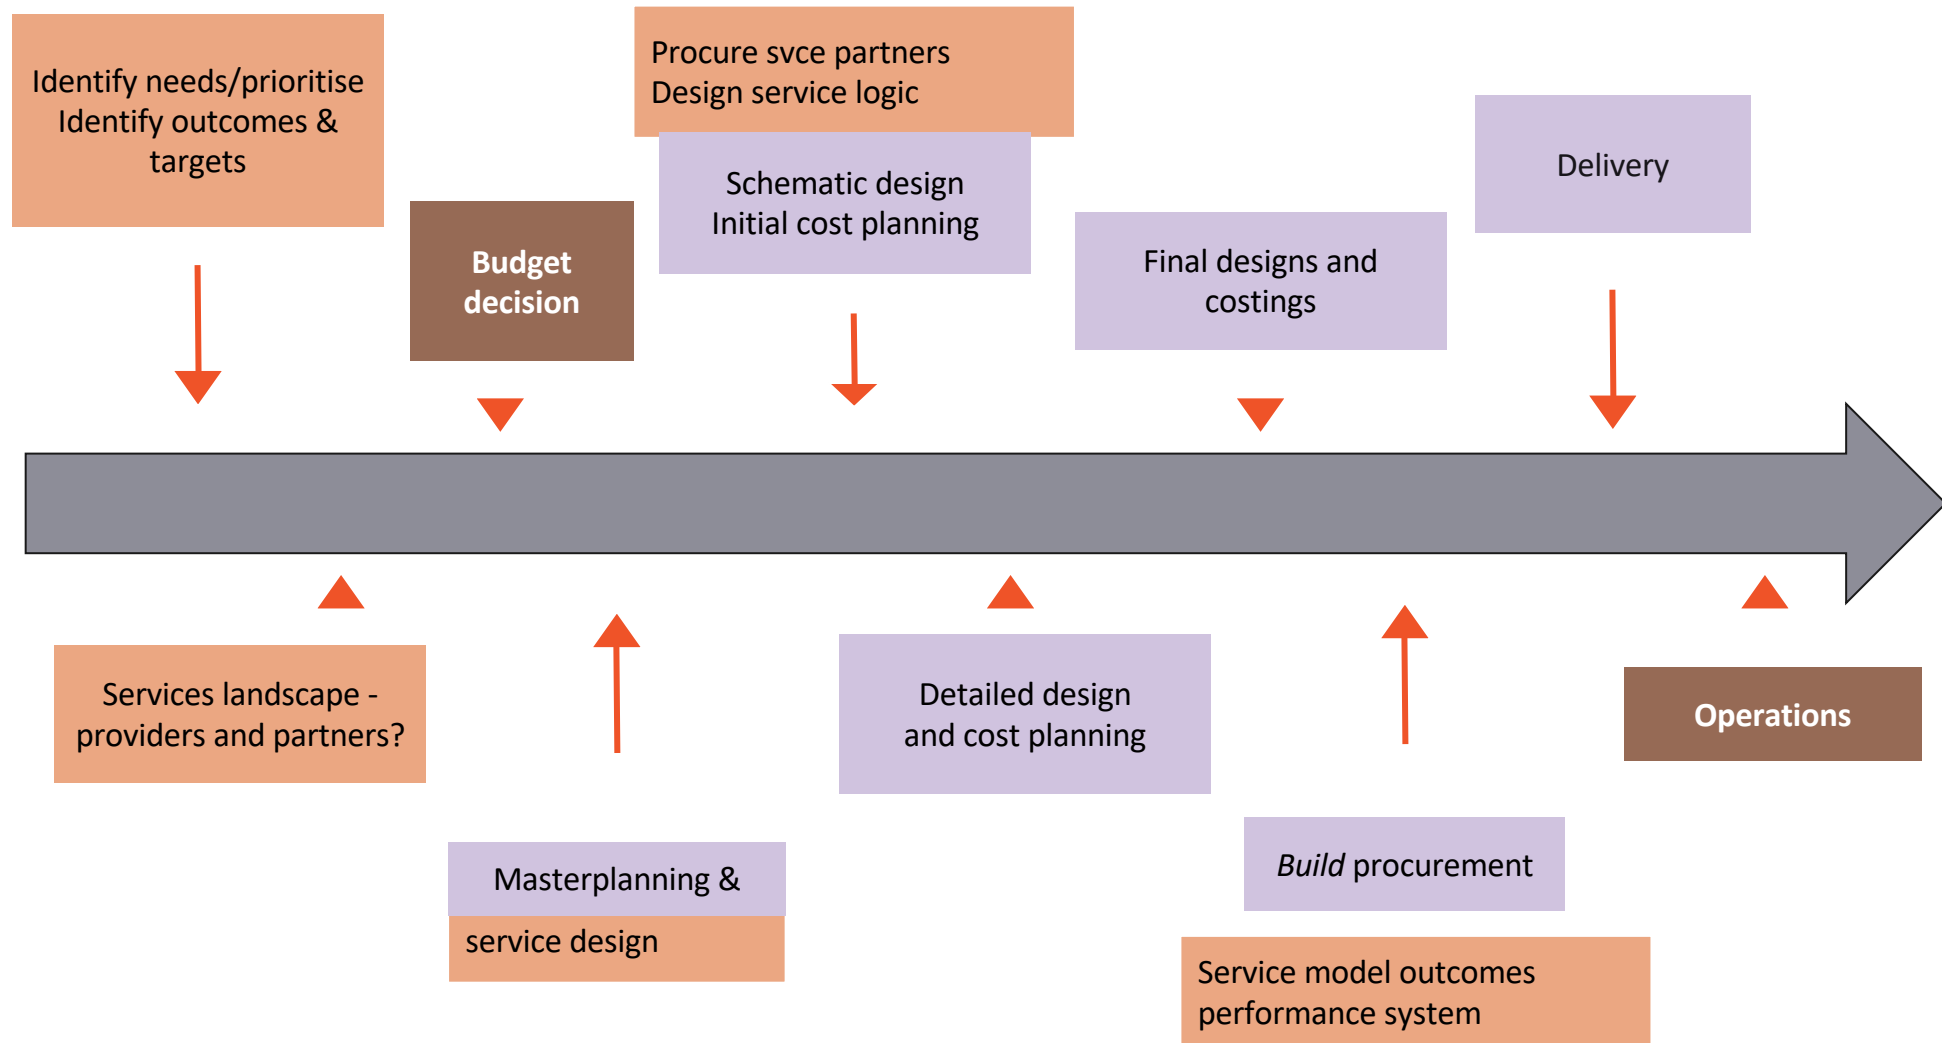 Identify needs/prioritise
Identify outcomes &
targets
Budget
decision
Procure svce partners
Design service logic
Schematic design
Initial cost planning
Final designs and
costings
Delivery
Services landscape -
providers and partners?
Masterplanning &
service design
Detailed design
and cost planning
Build procurement
Service model outcomes
performance system
Operations